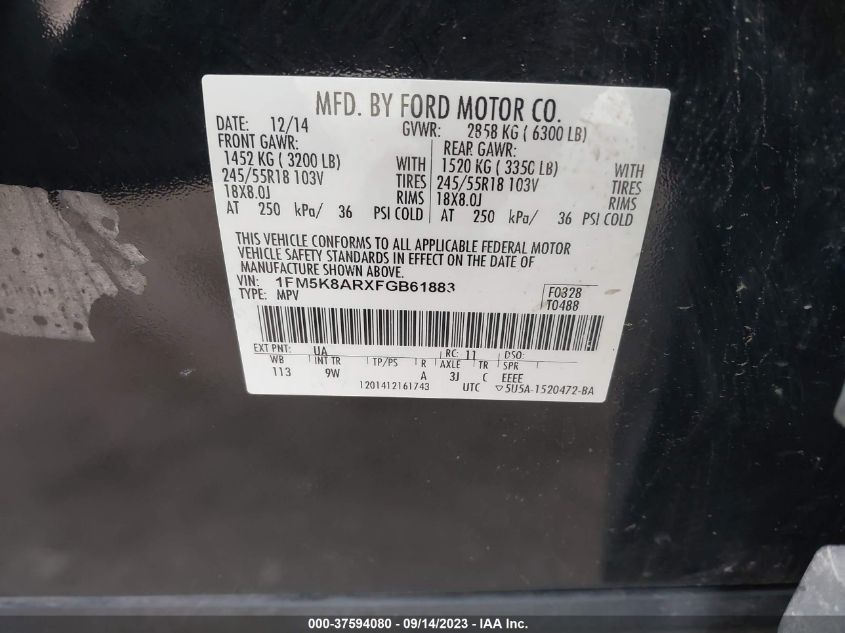 MFD. BY FORD MOTOR CO.
DATE: 12/14 GVWR: 2858 KG ( 6300 LB)
FRONT GAWR: REAR GAWR:
1452 KG ( 3200 LB) WITH 1520 KG ( 3350 LB) WITH
245/55R18 103V TIRES 245/55R18 103V TIRES
18X8.0J RIMS 18X8.0J RIMS
AT 250 kPa/ 36 PSI COLD AT 250 kPa/ 36 PSI COLD
THIS VEHICLE CONFORMS TO ALL APPLICABLE FEDERAL MOTOR
VEHICLE SAFETY STANDARDS IN EFFECT ON THE DATE OF
MANUFACTURE SHOWN ABOVE.
VIN: 1FM5K8ARXFGB61883 F0328
TYPE: MPV T0488
EXT PNT: UA RC: 11 DSO:
WB INT TR TP/PS R AXLE TR SPR
113 9W A 3J C EEEE
1201412161743 UTC ▽5U5A-1520472-BA
000-37594080 - 09/14/2023 - IAA Inc.